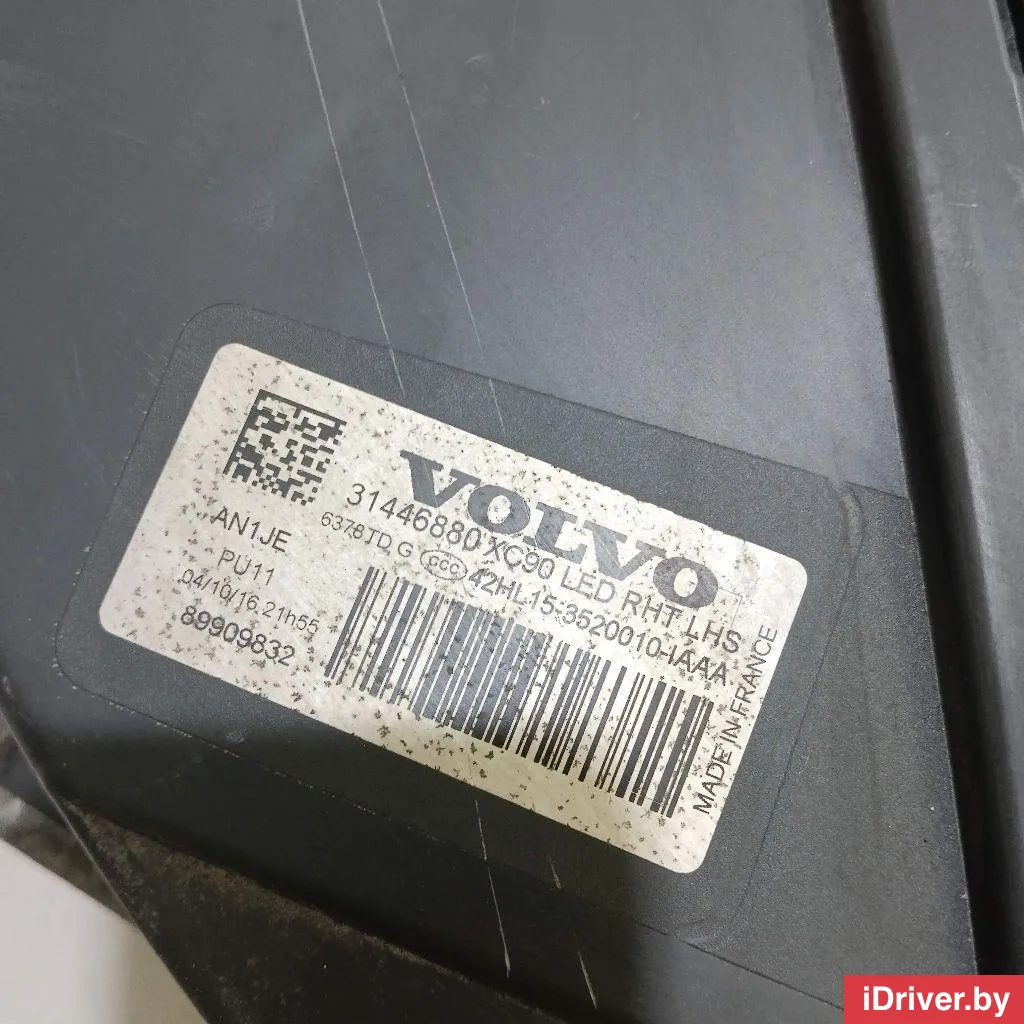 VOLVO
31446880 XC90 LED RHT LHS
6378TD G CCC 42HL15:3520010-IAAA
AN1JE
PU11
04/10/16 21h55
89909832
MADE IN FRANCE
iDriver.by